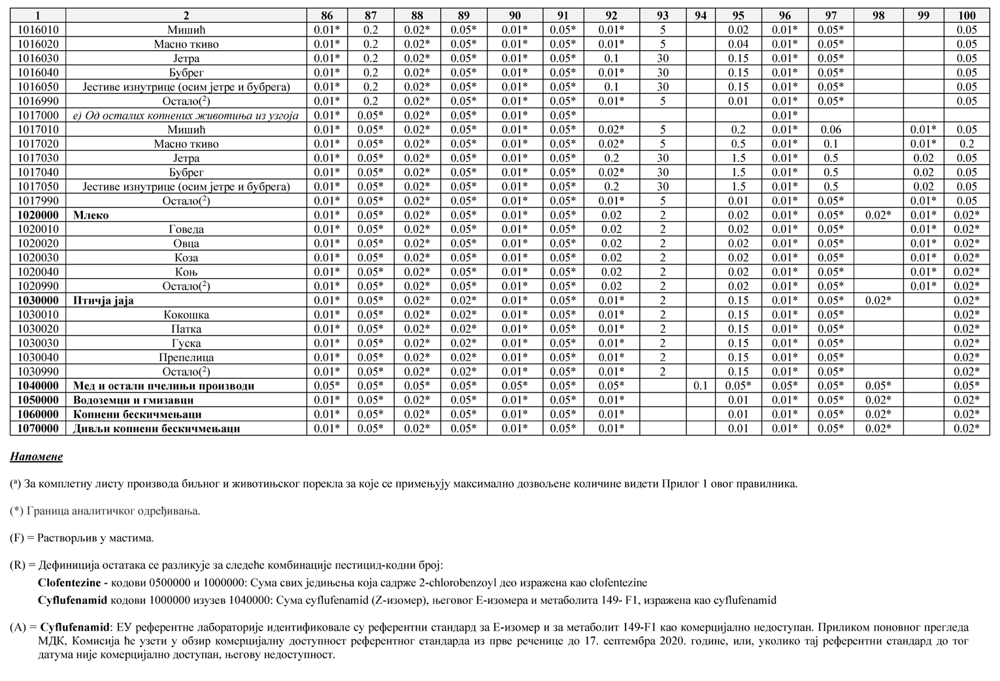 1 2 86 87 88 89 90 91 92 93 94 95 96 97 98 99 100
1016010 Мишић 0.01* 0.2 0.02* 0.05* 0.01* 0.05* 0.01* 5 0.02 0.01* 0.05* 0.05
1016020 Масно ткиво 0.01* 0.2 0.02* 0.05* 0.01* 0.05* 0.01* 5 0.04 0.01* 0.05* 0.05
1016030 Јетра 0.01* 0.2 0.02* 0.05* 0.01* 0.05* 0.1 30 0.15 0.01* 0.05* 0.05
1016040 Бубрег 0.01* 0.2 0.02* 0.05* 0.01* 0.05* 0.01* 30 0.15 0.01* 0.05* 0.05
1016050 Јестиве изнутрице (осим јетре и бубрега) 0.01* 0.2 0.02* 0.05* 0.01* 0.05* 0.1 30 0.15 0.01* 0.05* 0.05
1016990 Остало(²) 0.01* 0.2 0.02* 0.05* 0.01* 0.05* 0.01* 5 0.01 0.01* 0.05* 0.05
1017000 е) Од осталих копнених животиња из узгоја 0.01* 0.05* 0.02* 0.05* 0.01* 0.05* 0.01*
1017010 Мишић 0.01* 0.05* 0.02* 0.05* 0.01* 0.05* 0.02* 5 0.2 0.01* 0.06 0.01* 0.05
1017020 Масно ткиво 0.01* 0.05* 0.02* 0.05* 0.01* 0.05* 0.02* 5 0.5 0.01* 0.1 0.01* 0.2
1017030 Јетра 0.01* 0.05* 0.02* 0.05* 0.01* 0.05* 0.2 30 1.5 0.01* 0.5 0.02 0.05
1017040 Бубрег 0.01* 0.05* 0.02* 0.05* 0.01* 0.05* 0.02* 30 1.5 0.01* 0.5 0.02 0.05
1017050 Јестиве изнутрице (осим јетре и бубрега) 0.01* 0.05* 0.02* 0.05* 0.01* 0.05* 0.2 30 1.5 0.01* 0.5 0.02 0.05
1017990 Остало(²) 0.01* 0.05* 0.02* 0.05* 0.01* 0.05* 0.01* 5 0.01 0.01* 0.05* 0.01* 0.05
1020000 Млеко 0.01* 0.05* 0.02* 0.05* 0.01* 0.05* 0.02 2 0.02 0.01* 0.05* 0.02* 0.01* 0.02*
1020010 Говеда 0.01* 0.05* 0.02* 0.05* 0.01* 0.05* 0.02 2 0.02 0.01* 0.05* 0.01* 0.02*
1020020 Овца 0.01* 0.05* 0.02* 0.05* 0.01* 0.05* 0.02 2 0.02 0.01* 0.05* 0.01* 0.02*
1020030 Коза 0.01* 0.05* 0.02* 0.05* 0.01* 0.05* 0.02 2 0.02 0.01* 0.05* 0.01* 0.02*
1020040 Коњ 0.01* 0.05* 0.02* 0.05* 0.01* 0.05* 0.02 2 0.02 0.01* 0.05* 0.01* 0.02*
1020990 Остало(²) 0.01* 0.05* 0.02* 0.05* 0.01* 0.05* 0.02 2 0.02 0.01* 0.05* 0.01* 0.02*
1030000 Птичја јаја 0.01* 0.05* 0.02* 0.02* 0.01* 0.05* 0.01* 2 0.15 0.01* 0.05* 0.02* 0.02*
1030010 Кокошка 0.01* 0.05* 0.02* 0.02* 0.01* 0.05* 0.01* 2 0.15 0.01* 0.05* 0.02*
1030020 Патка 0.01* 0.05* 0.02* 0.02* 0.01* 0.05* 0.01* 2 0.15 0.01* 0.05* 0.02*
1030030 Гуска 0.01* 0.05* 0.02* 0.02* 0.01* 0.05* 0.01* 2 0.15 0.01* 0.05* 0.02*
1030040 Препелица 0.01* 0.05* 0.02* 0.02* 0.01* 0.05* 0.01* 2 0.15 0.01* 0.05* 0.02*
1030990 Остало(²) 0.01* 0.05* 0.02* 0.02* 0.01* 0.05* 0.01* 2 0.15 0.01* 0.05* 0.02*
1040000 Мед и остали пчелињи производи 0.05* 0.05* 0.05* 0.05* 0.05* 0.05* 0.05* 0.1 0.05* 0.05* 0.05* 0.05* 0.05*
1050000 Водоземци и гмизавци 0.01* 0.05* 0.02* 0.05* 0.01* 0.05* 0.01* 0.01 0.01* 0.05* 0.02* 0.02*
1060000 Копнени бескичмењаци 0.01* 0.05* 0.02* 0.05* 0.01* 0.05* 0.01* 0.01 0.01* 0.05* 0.02* 0.02*
1070000 Дивљи копнени бескичмењаци 0.01* 0.05* 0.02* 0.05* 0.01* 0.05* 0.01* 0.01 0.01* 0.05* 0.02* 0.02*
Напомене
(ª) За комплетну листу производа биљног и животињског порекла за које се примењују максимално дозвољене количине видети Прилог 1 овог правилника.
(*) Граница аналитичког одређивања.
(F) = Растворљив у мастима.
(R) = Дефиниција остатака се разликује за следеће комбинације пестицид-кодни број:
Clofentezine - кодови 0500000 и 1000000: Сума свих једињења која садрже 2-chlorobenzoyl део изражена као clofentezine
Cyflufenamid кодови 1000000 изузев 1040000: Сума cyflufenamid (Z-изомер), његовог Е-изомера и метаболита 149- F1, изражена као cyflufenamid
(А) = Cyflufenamid: ЕУ референтне лабораторије идентификовале су референтни стандард за Е-изомер и за метаболит 149-F1 као комерцијално недоступан. Приликом поновног прегледа
МДК, Комисија ће узети у обзир комерцијалну доступност референтног стандарда из прве реченице до 17. септембра 2020. године, или, уколико тај референтни стандард до тог
датума није комерцијално доступан, његову недоступност.